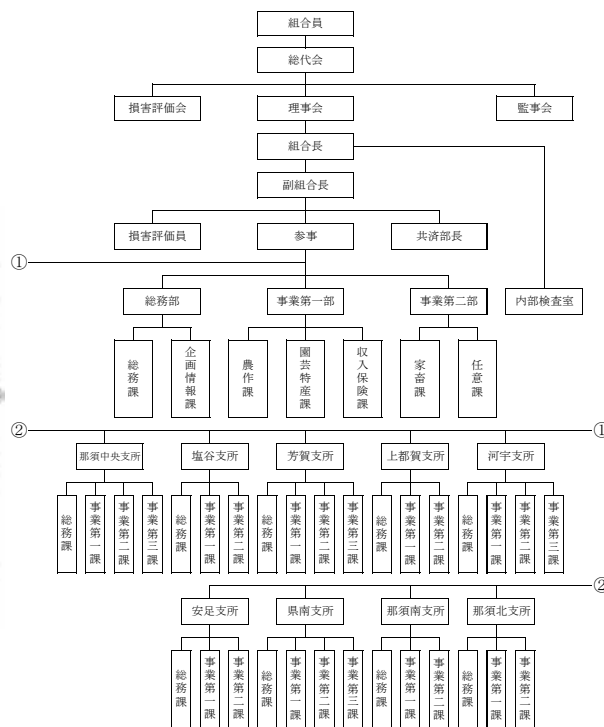 組合員
総代会
損害評価会
理事会
監事会
組合長
副組合長
損害評価員
参事
共済部長
①
総務部
事業第一部
事業第二部
内部検査室
総務課
企画情報課
農作課
園芸特産課
収入保険課
家畜課
任意課
②
①
那須中央支所
塩谷支所
芳賀支所
上都賀支所
河宇支所
総務課
事業第一課
事業第二課
事業第三課
総務課
事業第一課
事業第二課
総務課
事業第一課
事業第二課
事業第三課
総務課
事業第一課
事業第二課
総務課
事業第一課
事業第二課
事業第三課
②
安足支所
県南支所
那須南支所
那須北支所
総務課
事業第一課
事業第二課
総務課
事業第一課
事業第二課
事業第三課
総務課
事業第一課
事業第二課
総務課
事業第一課
事業第二課